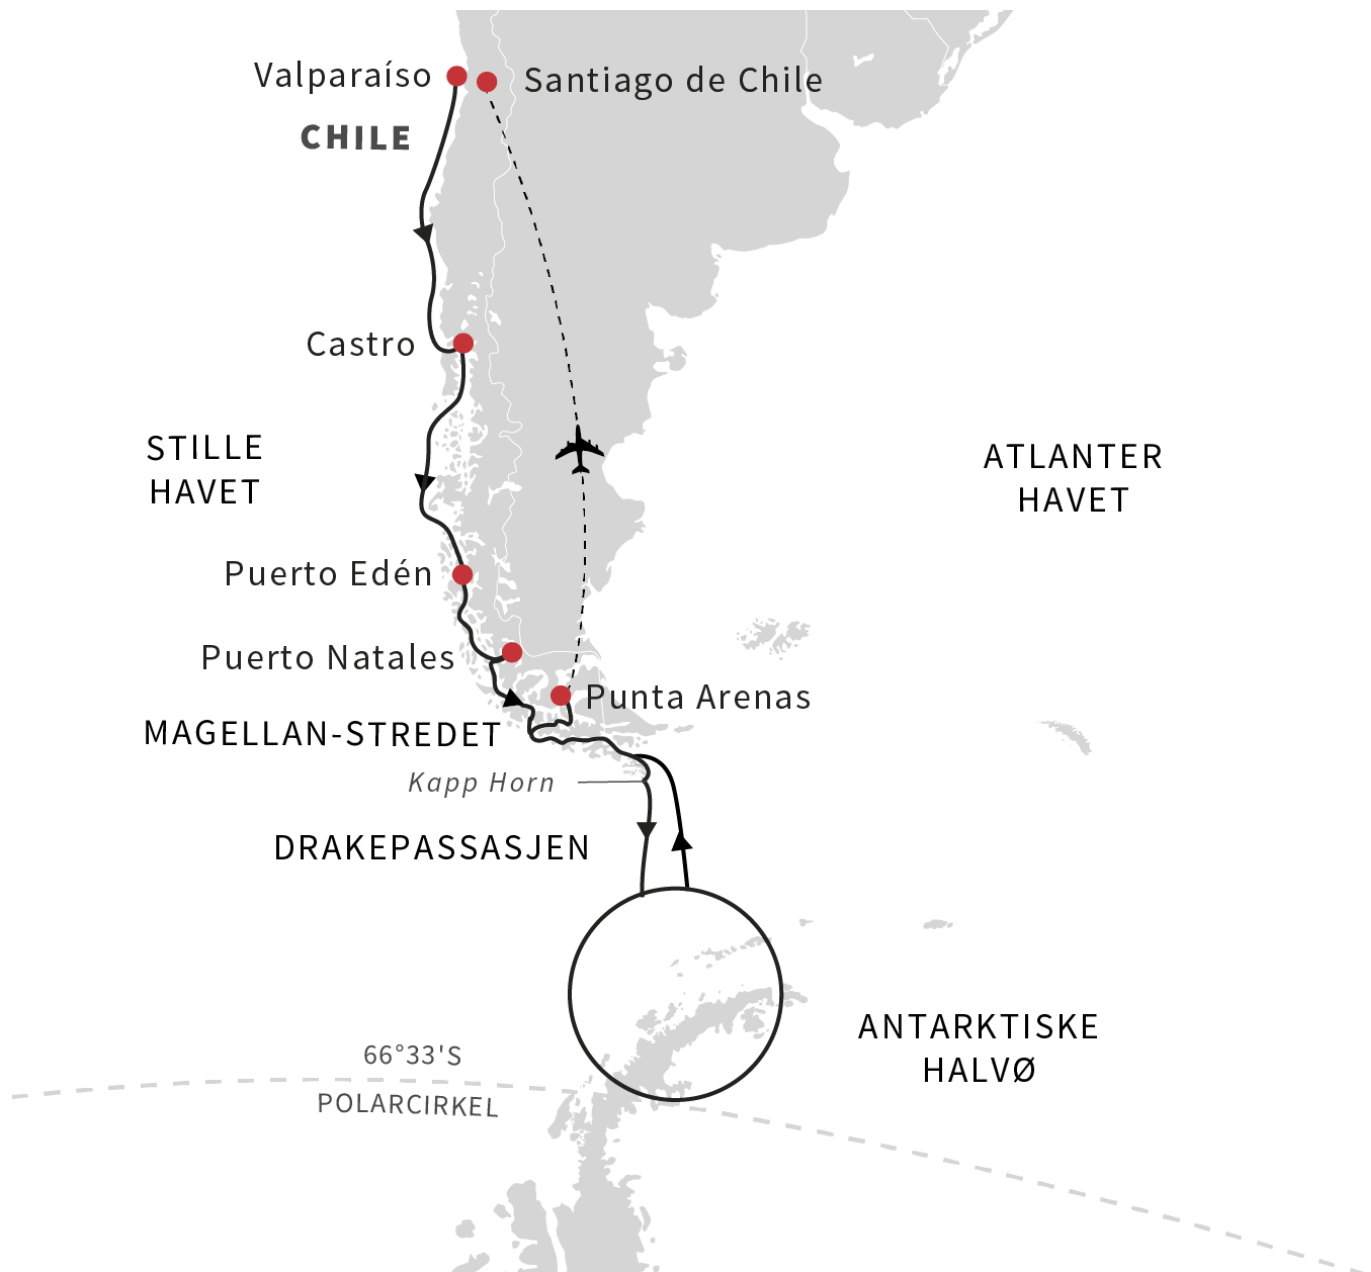 Valparaíso
Santiago de Chile
CHILE
Castro
STILLE
HAVET
ATLANTER
HAVET
Puerto Edén
Puerto Natales
Punta Arenas
MAGELLAN-STREDET
Kapp Horn
DRAKEPASSASJEN
ANTARKTISKE
HALVØ
66°33'S
POLARCIRKEL